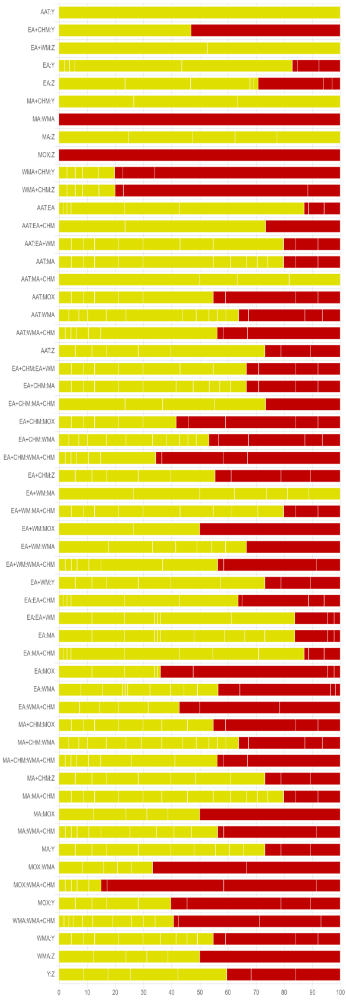 AAT:Y
EA+CHM:Y
EA+WM:Z
EA:Y
EA:Z
MA+CHM:Y
MA:WMA
MA:Z
MOX:Z
WMA+CHM:Y
WMA+CHM:Z
AAT:EA
AAT:EA+CHM
AAT:EA+WM
AAT:MA
AAT:MA+CHM
AAT:MOX
AAT:WMA
AAT:WMA+CHM
AAT:Z
EA+CHM:EA+WM
EA+CHM:MA
EA+CHM:MA+CHM
EA+CHM:MOX
EA+CHM:WMA
EA+CHM:WMA+CHM
EA+CHM:Z
EA+WM:MA
EA+WM:MA+CHM
EA+WM:MOX
EA+WM:WMA
EA+WM:WMA+CHM
EA+WM:Y
EA:EA+CHM
EA:EA+WM
EA:MA
EA:MA+CHM
EA:MOX
EA:WMA
EA:WMA+CHM
MA+CHM:MOX
MA+CHM:WMA
MA+CHM:WMA+CHM
MA+CHM:Z
MA:MA+CHM
MA:MOX
MA:WMA+CHM
MA:Y
MOX:WMA
MOX:WMA+CHM
MOX:Y
WMA:WMA+CHM
WMA:Y
WMA:Z
Y:Z
0 10 20 30 40 50 60 70 80 90 100